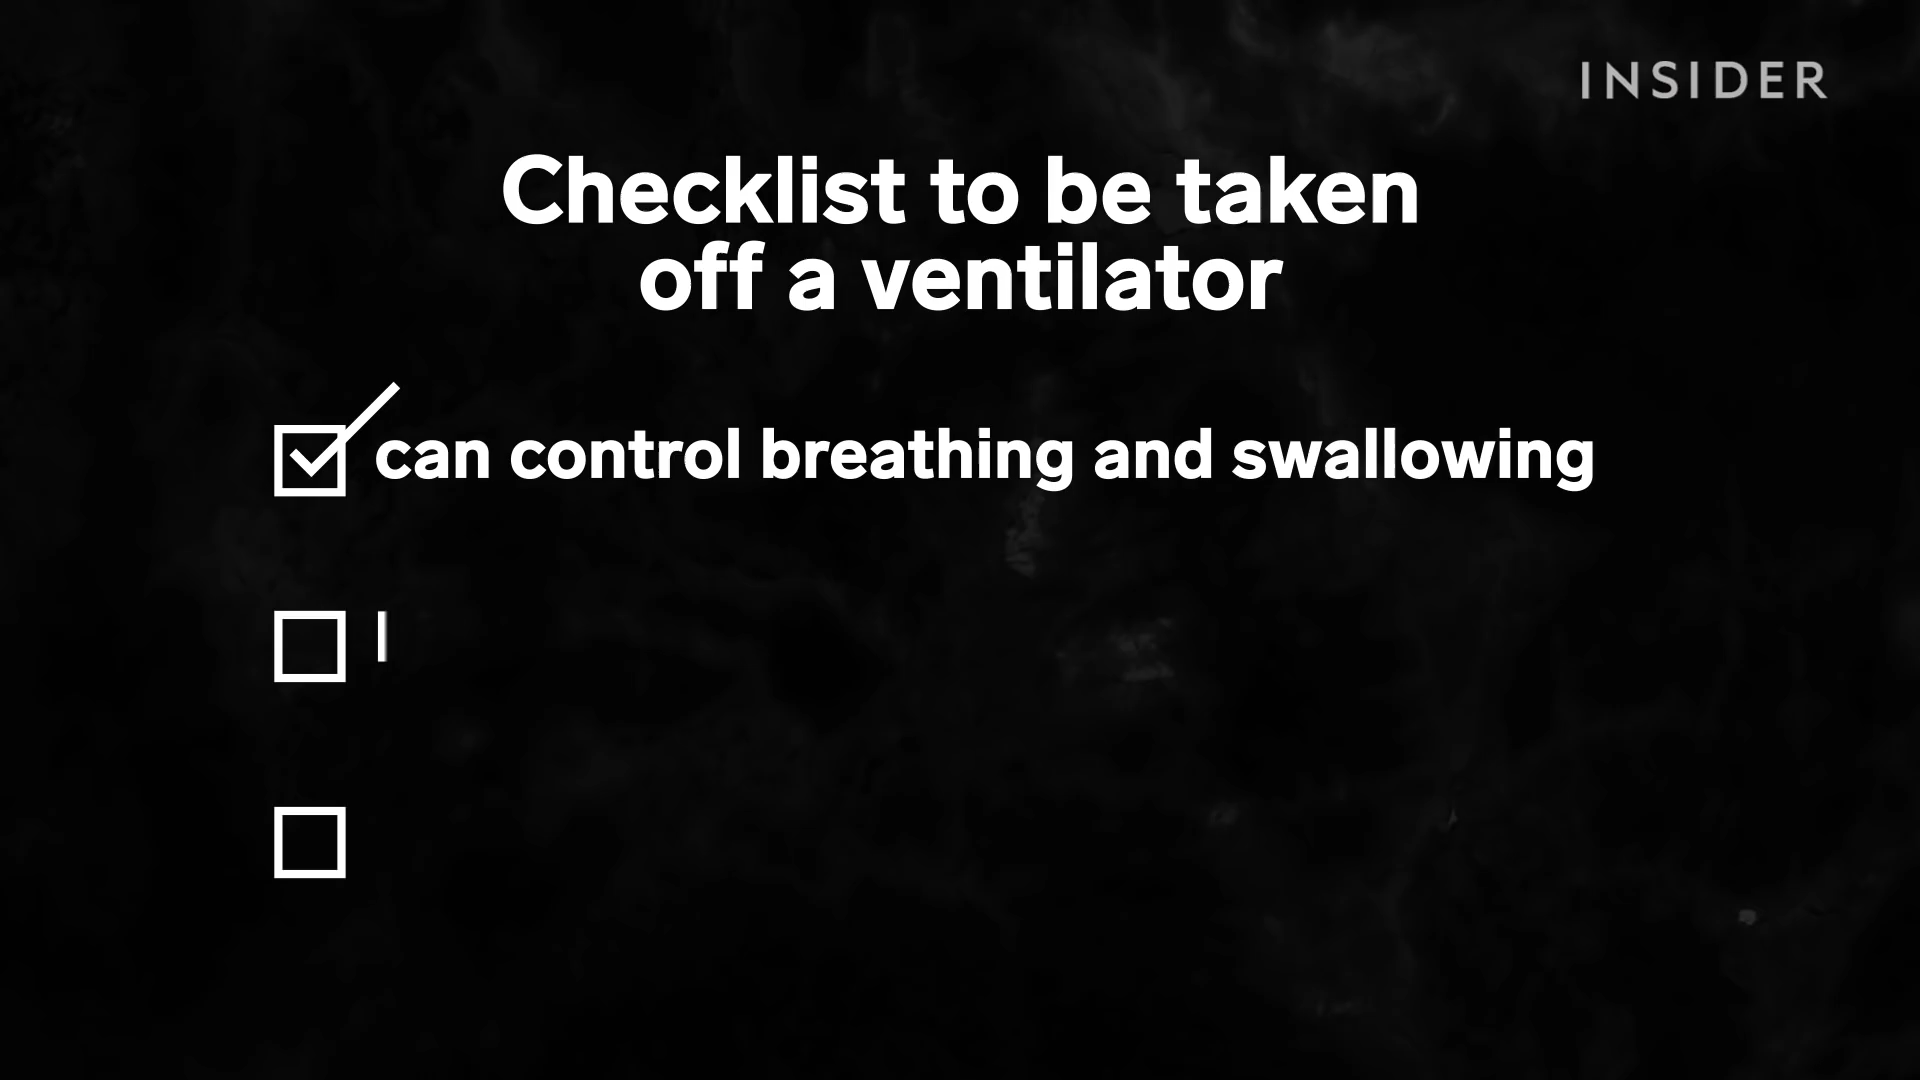 INSIDER
Checklist to be taken
off a ventilator
can control breathing and swallowing